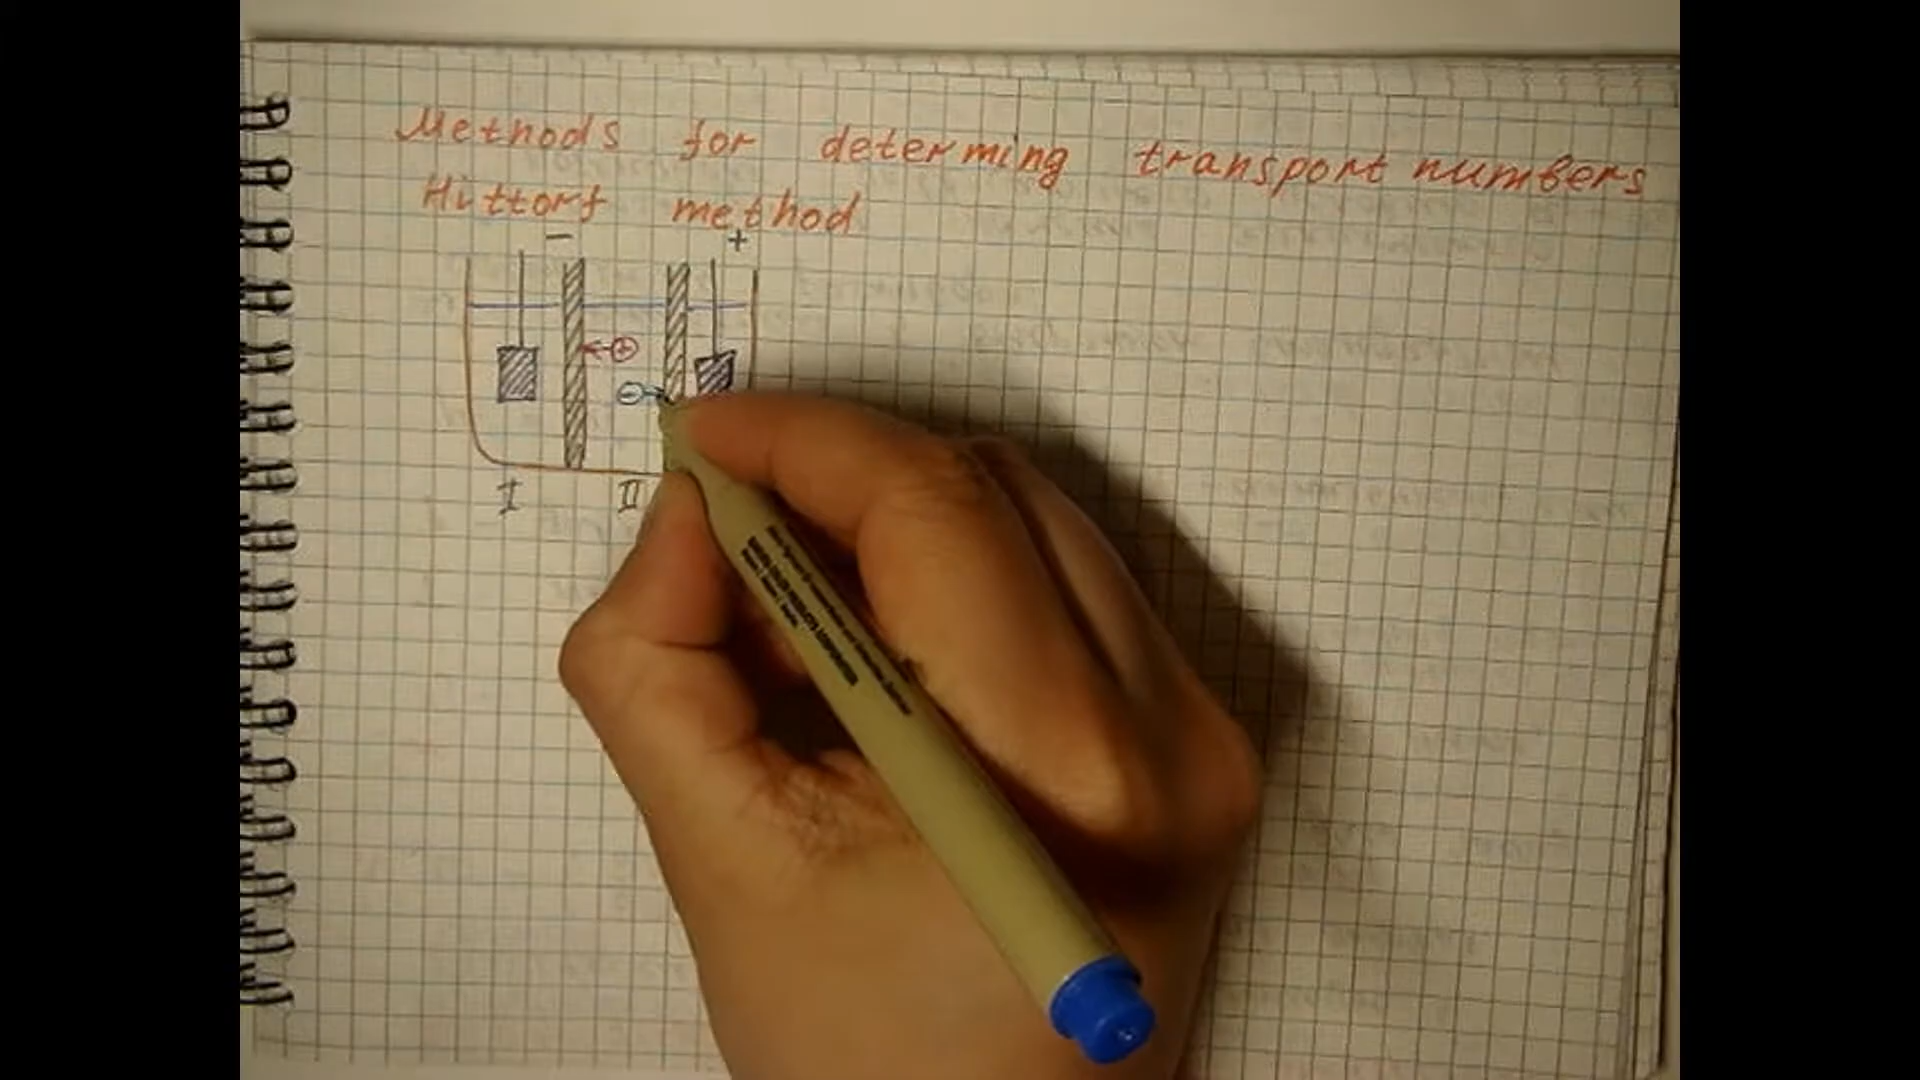 Methods for determing transport numbers
Hittorf method
− +
+
−
I II